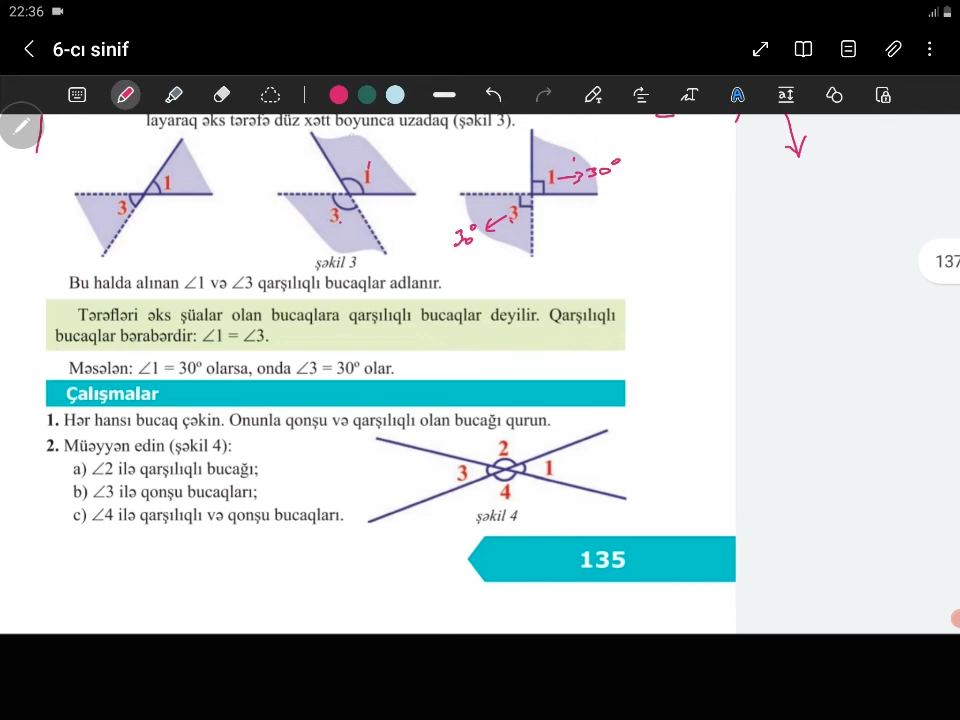 22:36
6-cı sinif
layaraq əks tərəfə düz xətt boyunca uzadaq (şəkil 3).
1
3
1
3
1 → 30°
3
30°
şəkil 3
Bu halda alınan ∠1 və ∠3 qarşılıqlı bucaqlar adlanır.
Tərəfləri əks şüalar olan bucaqlara qarşılıqlı bucaqlar deyilir. Qarşılıqlı
bucaqlar bərabərdir: ∠1 = ∠3.
Məsələn: ∠1 = 30º olarsa, onda ∠3 = 30º olar.
Çalışmalar
1. Hər hansı bucaq çəkin. Onunla qonşu və qarşılıqlı olan bucağı qurun.
2. Müəyyən edin (şəkil 4):
a) ∠2 ilə qarşılıqlı bucağı;
b) ∠3 ilə qonşu bucaqları;
c) ∠4 ilə qarşılıqlı və qonşu bucaqları.
2
3
1
4
şəkil 4
135
137